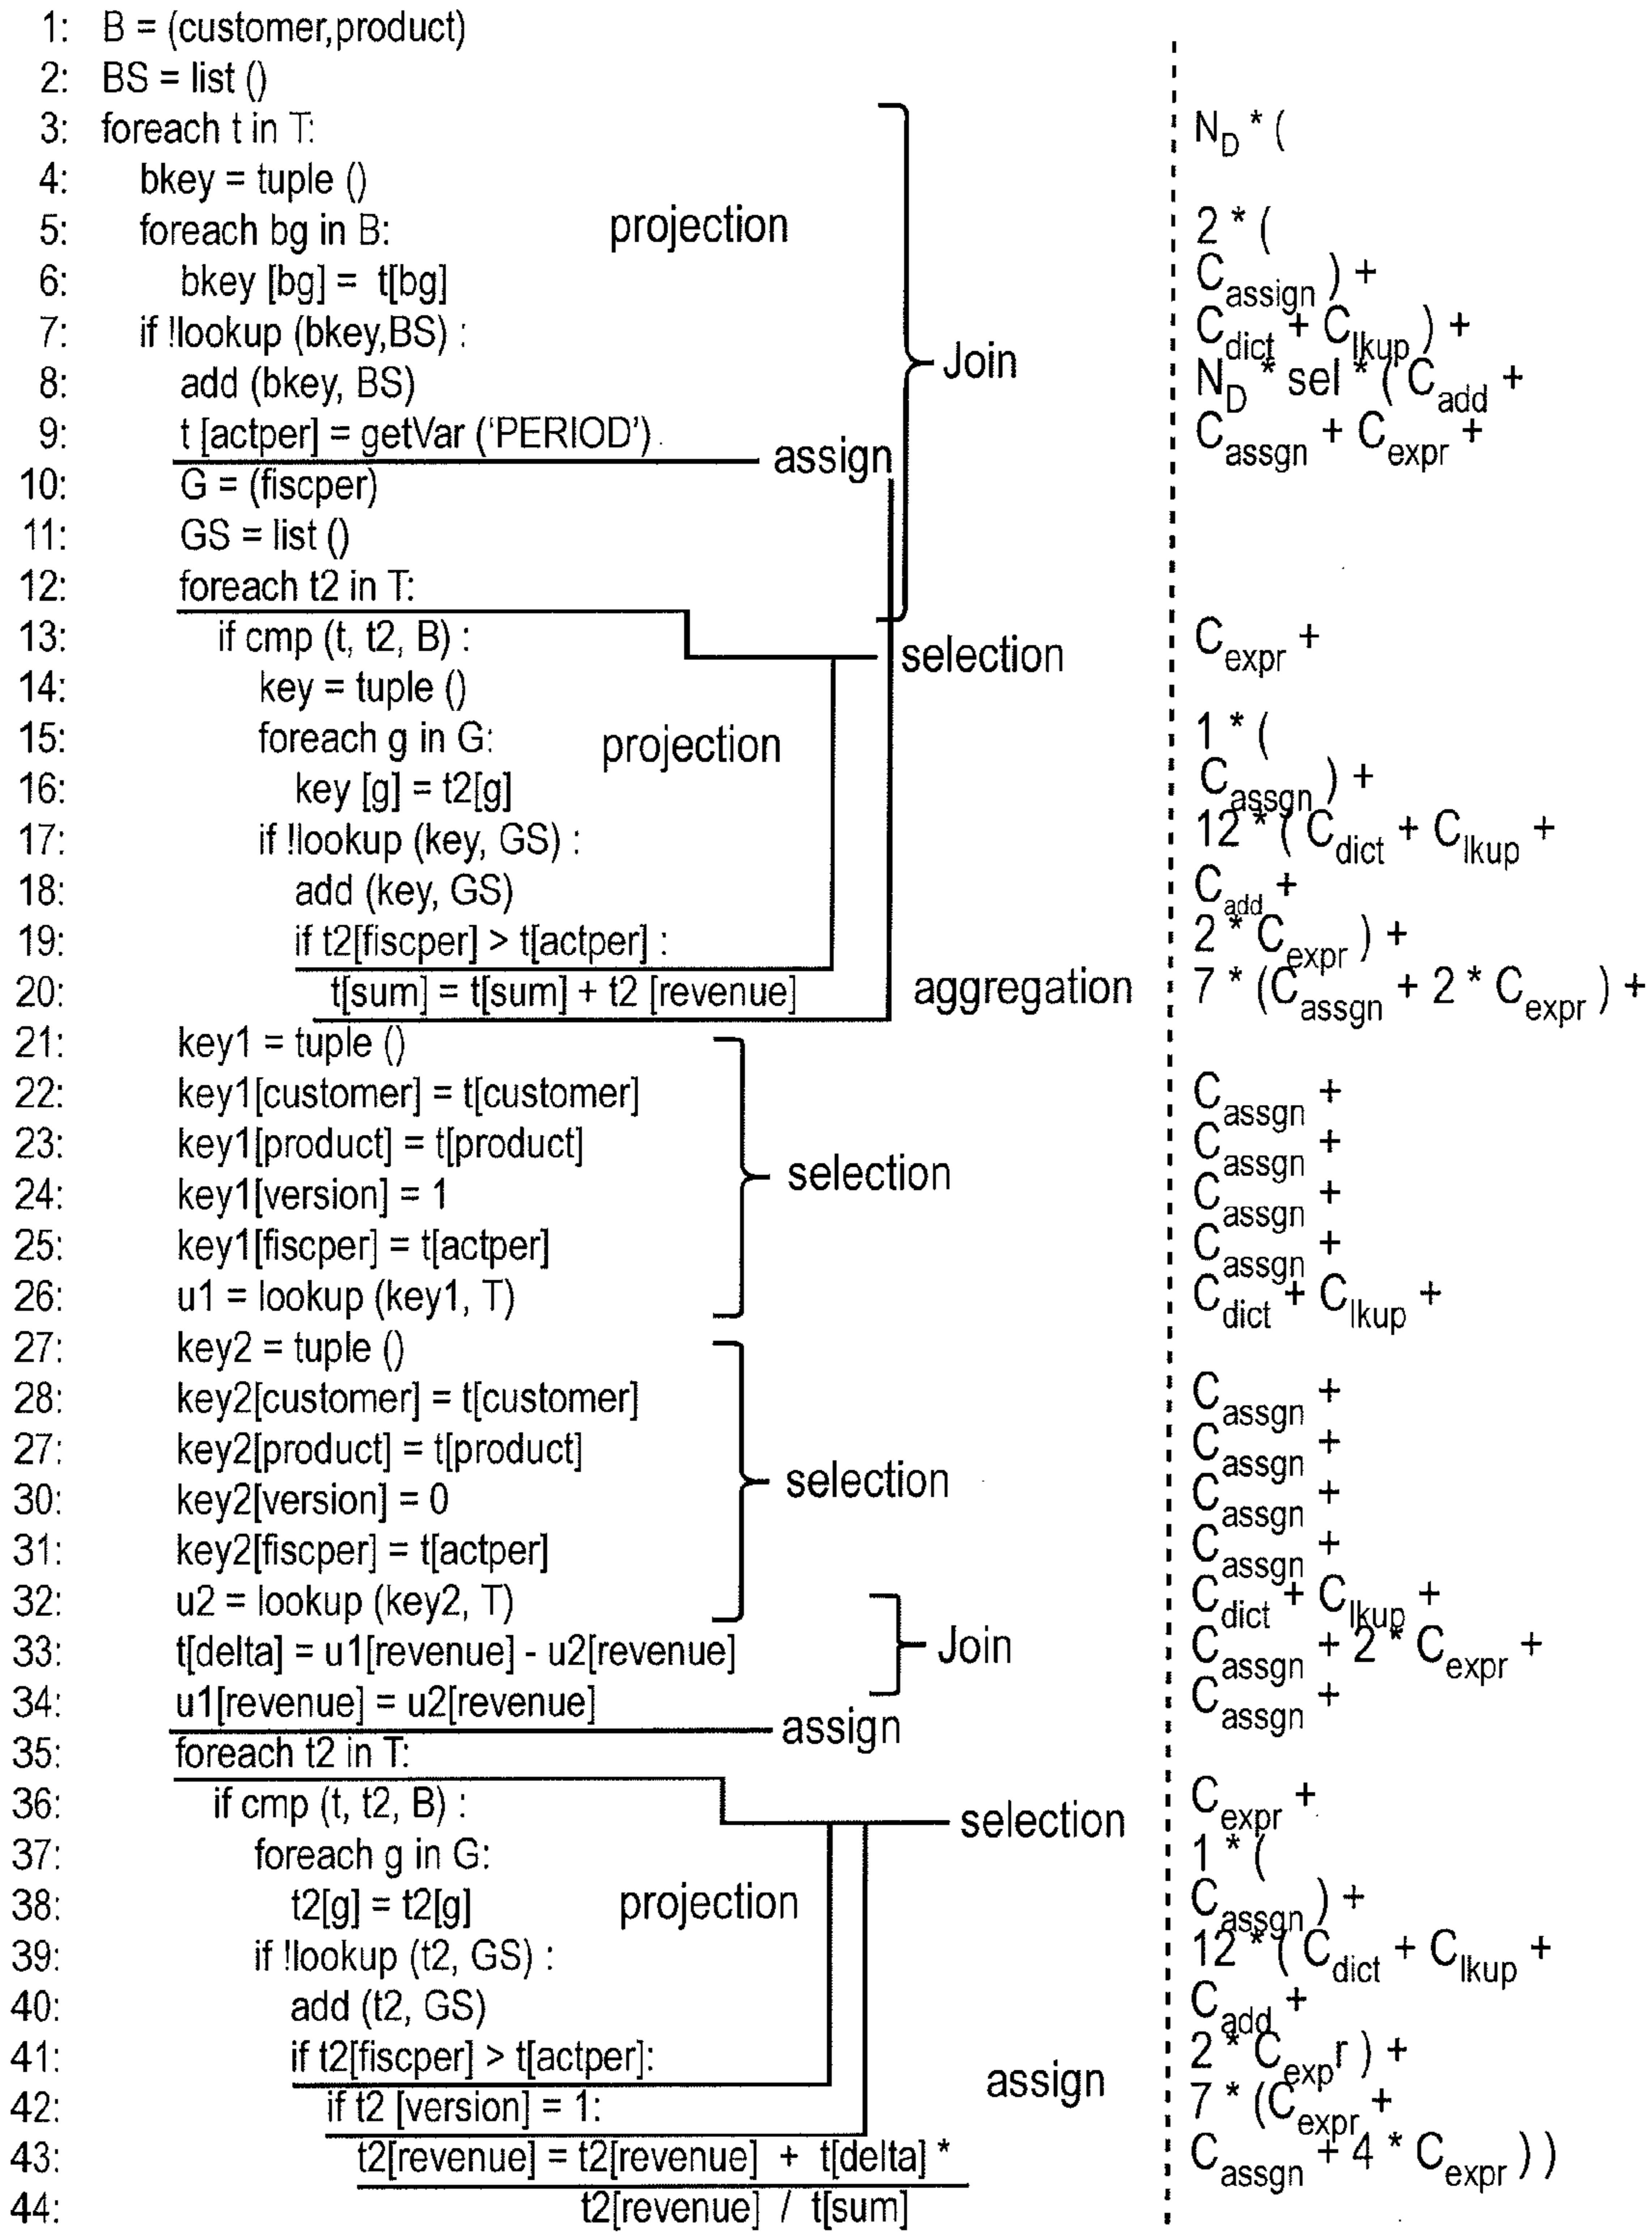 1: B = (customer,product)
2: BS = list ()
3: foreach t in T: N_D * (
4: bkey = tuple ()
5: foreach bg in B: projection 2 * (
6: bkey [bg] = t[bg] C_assign ) +
7: if !lookup (bkey,BS) : C_dict + C_lkup ) +
Join
8: add (bkey, BS) N_D * sel * ( C_add +
9: t [actper] = getVar ('PERIOD') C_assgn + C_expr +
assign
10: G = (fiscper)
11: GS = list ()
12: foreach t2 in T:
13: if cmp (t, t2, B) : selection C_expr +
14: key = tuple ()
15: foreach g in G: projection 1 * (
16: key [g] = t2[g] C_assgn ) +
17: if !lookup (key, GS) : 12 * ( C_dict + C_lkup +
18: add (key, GS) C_add +
19: if t2[fiscper] > t[actper] : 2 * C_expr ) +
20: t[sum] = t[sum] + t2 [revenue] aggregation 7 * (C_assgn + 2 * C_expr ) +
21: key1 = tuple ()
22: key1[customer] = t[customer] C_assgn +
23: key1[product] = t[product] C_assgn +
selection
24: key1[version] = 1 C_assgn +
25: key1[fiscper] = t[actper] C_assgn +
26: u1 = lookup (key1, T) C_dict + C_lkup +
27: key2 = tuple ()
28: key2[customer] = t[customer] C_assgn +
27: key2[product] = t[product] C_assgn +
selection
30: key2[version] = 0 C_assgn +
31: key2[fiscper] = t[actper] C_assgn +
32: u2 = lookup (key2, T) C_dict + C_lkup +
33: t[delta] = u1[revenue] - u2[revenue] Join C_assgn + 2 * C_expr +
34: u1[revenue] = u2[revenue] C_assgn +
assign
35: foreach t2 in T:
36: if cmp (t, t2, B) : selection C_expr +
37: foreach g in G: 1 * (
38: t2[g] = t2[g] projection C_assgn ) +
39: if !lookup (t2, GS) : 12 * ( C_dict + C_lkup +
40: add (t2, GS) C_add +
41: if t2[fiscper] > t[actper]: 2 * C_expr ) +
assign
42: if t2 [version] = 1: 7 * (C_expr +
43: t2[revenue] = t2[revenue] + t[delta] * C_assgn + 4 * C_expr ) )
44: t2[revenue] / t[sum]